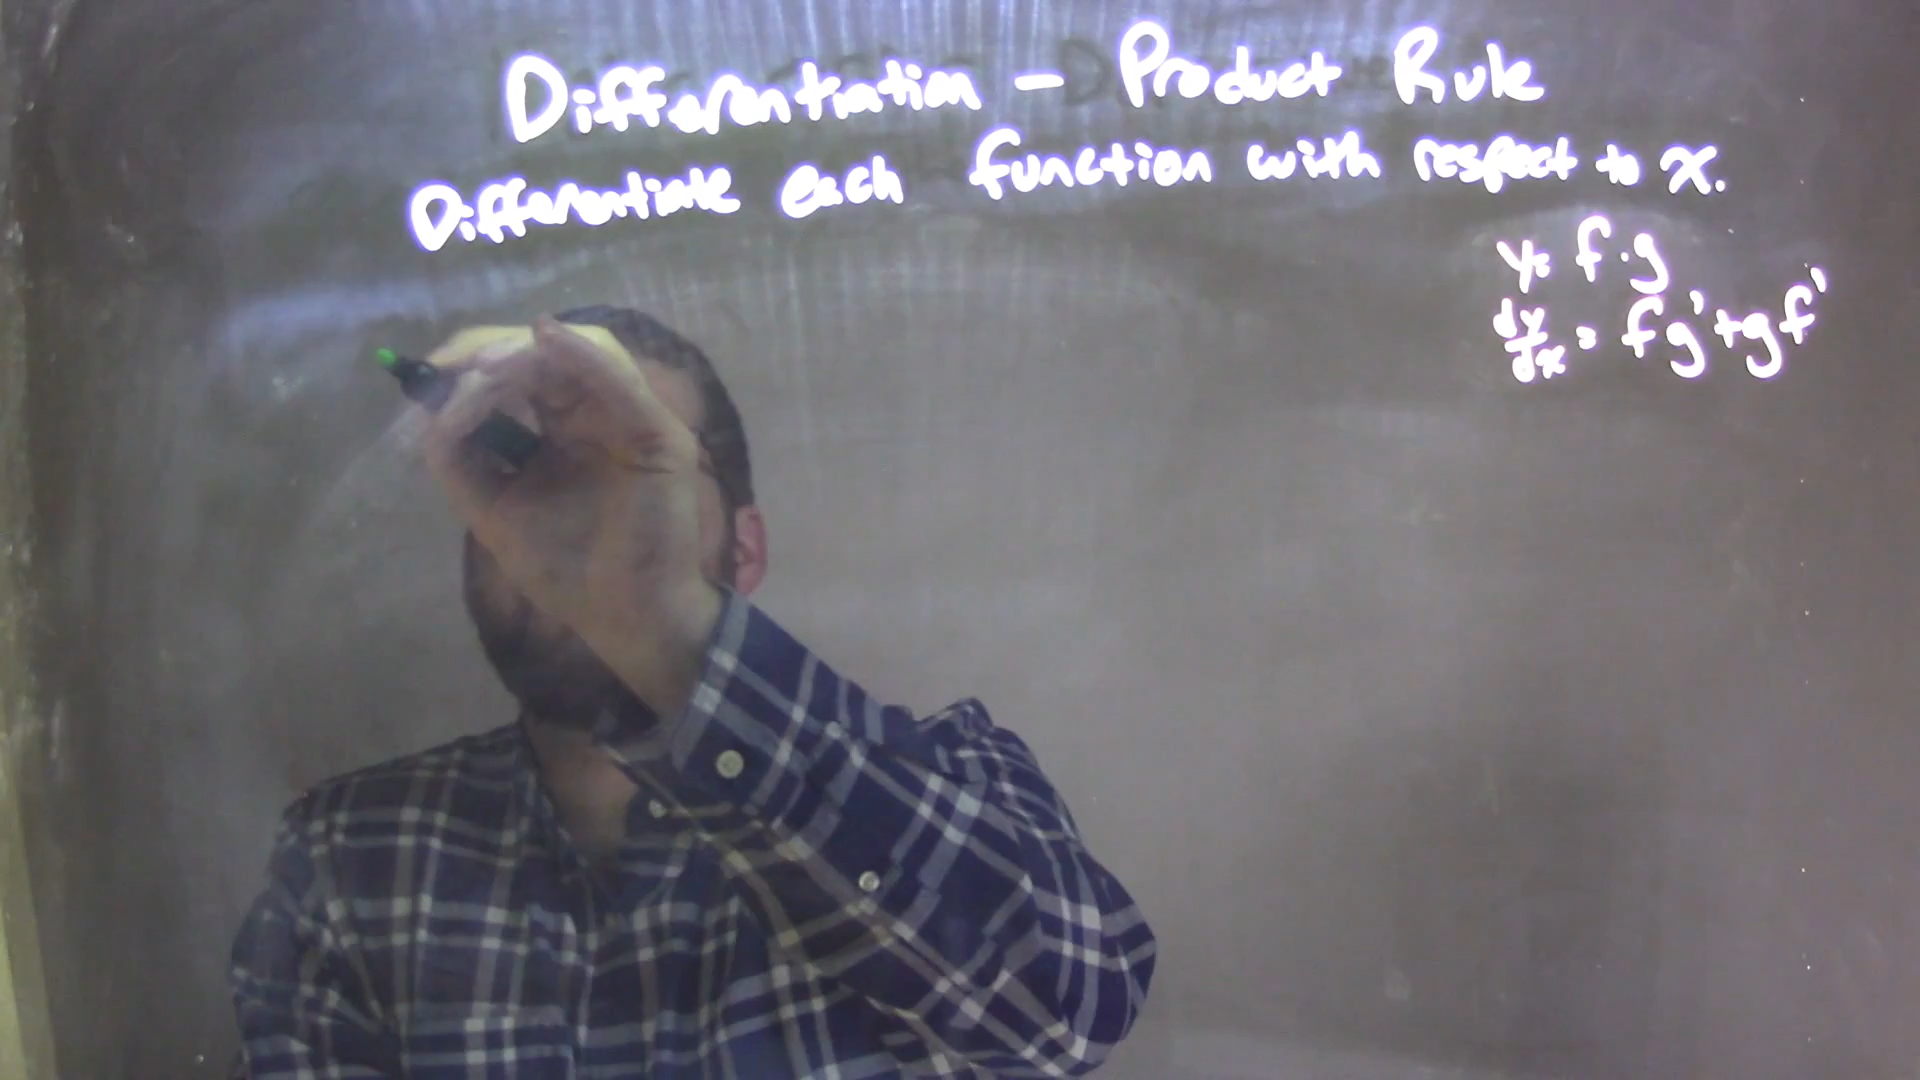 Differentiation - Product Rule
Differentiate each function with respect to x.
y = f · g
dy/dx = fg' + gf'